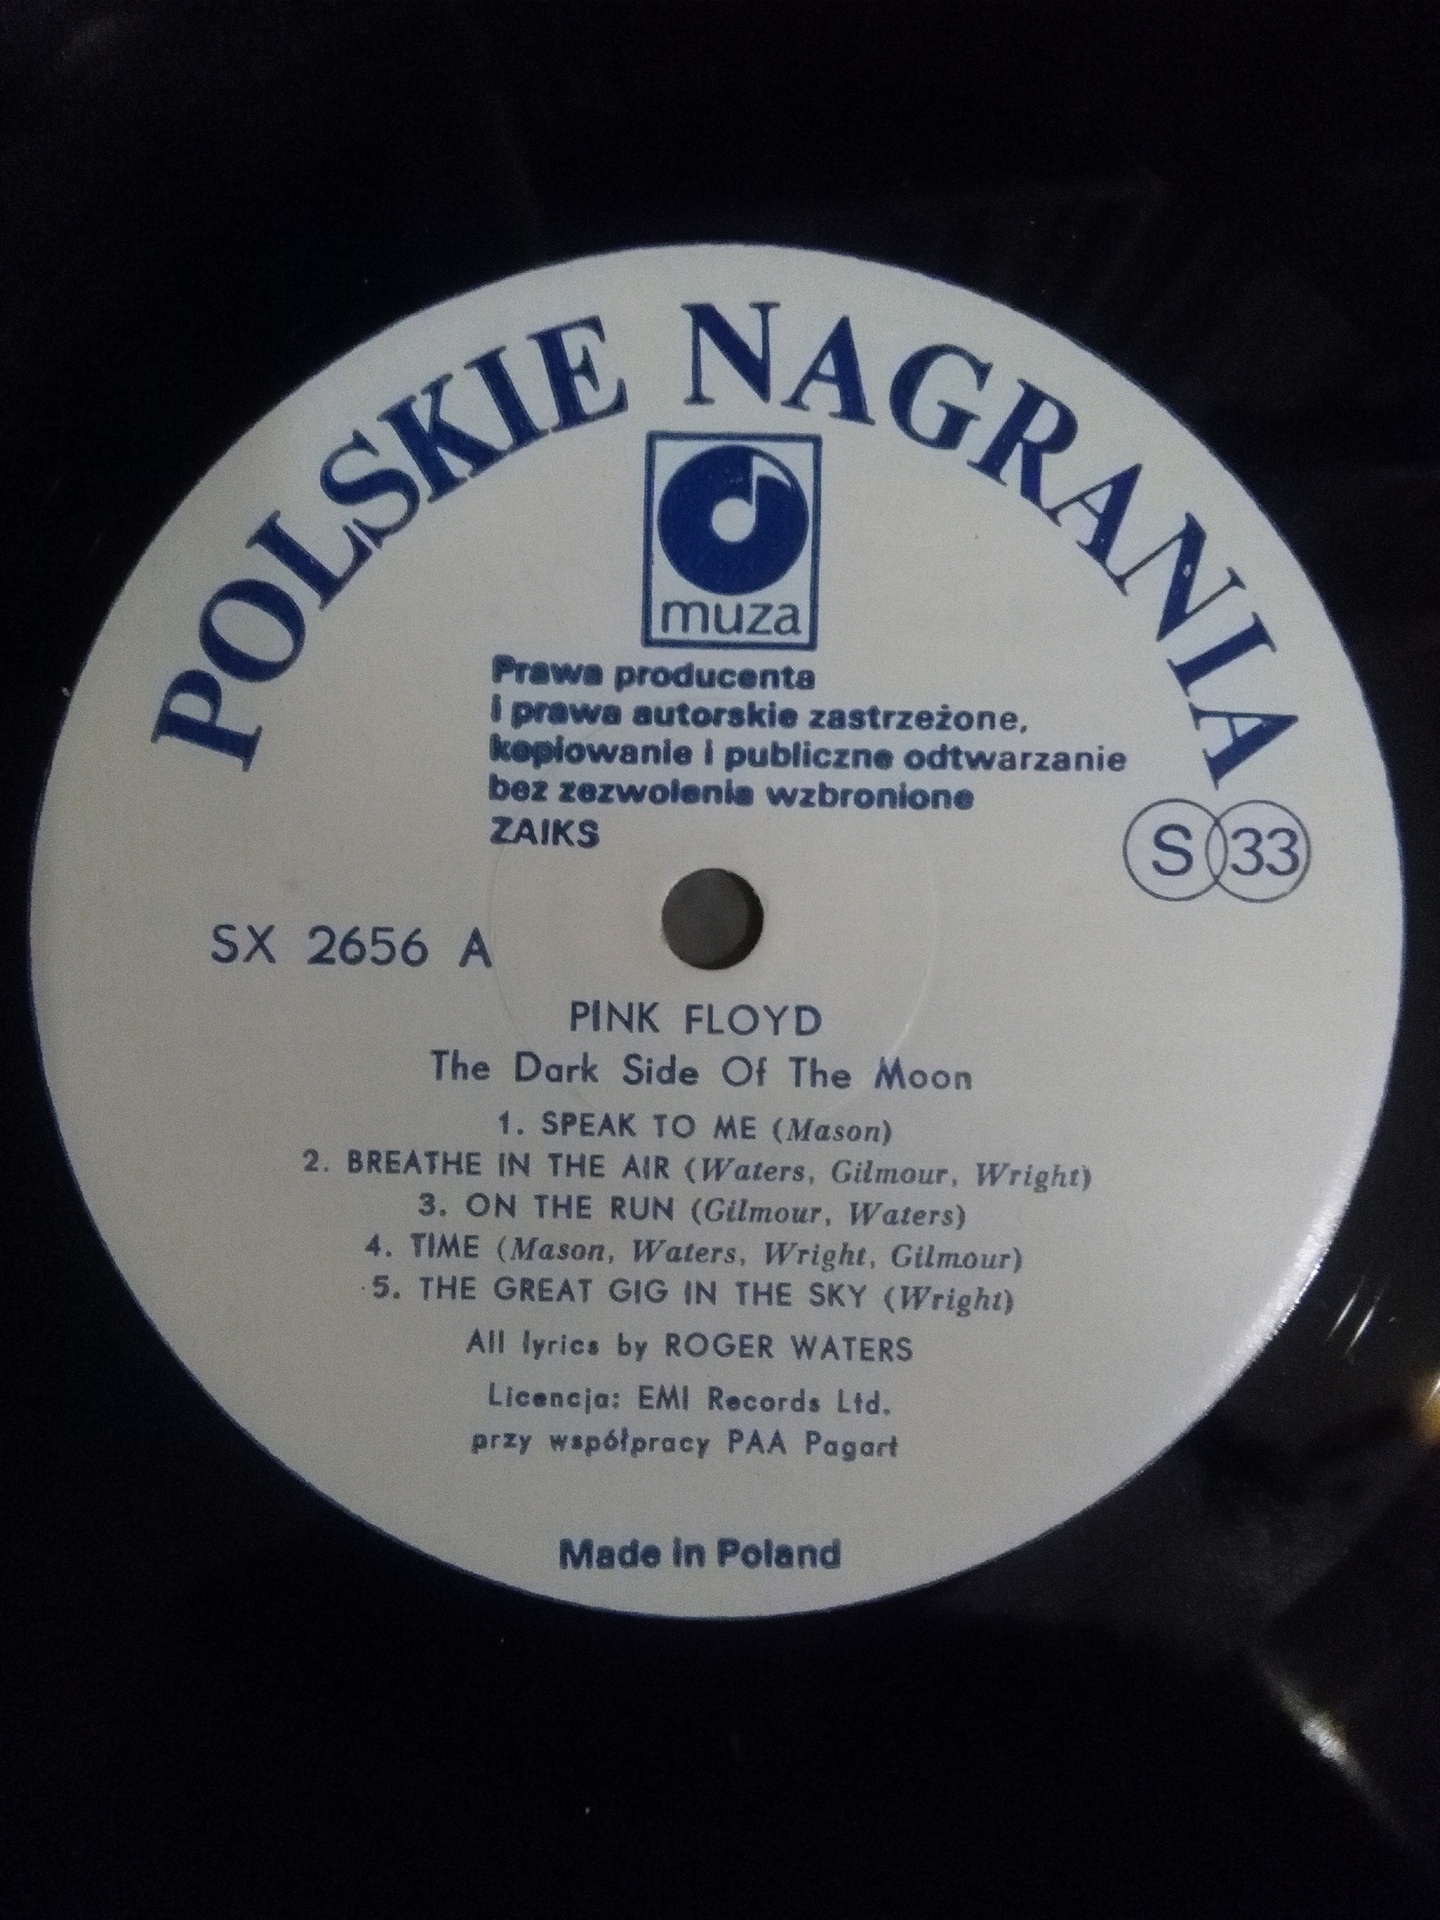 POLSKIE NAGRANIA
muza
Prawa producenta
i prawa autorskie zastrzeżone,
kopiowanie i publiczne odtwarzanie
bez zezwolenia wzbronione
ZAIKS
S 33
SX 2656 A
PINK FLOYD
The Dark Side Of The Moon
1. SPEAK TO ME (Mason)
2. BREATHE IN THE AIR (Waters, Gilmour, Wright)
3. ON THE RUN (Gilmour, Waters)
4. TIME (Mason, Waters, Wright, Gilmour)
5. THE GREAT GIG IN THE SKY (Wright)
All lyrics by ROGER WATERS
Licencja: EMI Records Ltd.
przy współpracy PAA Pagart
Made in Poland